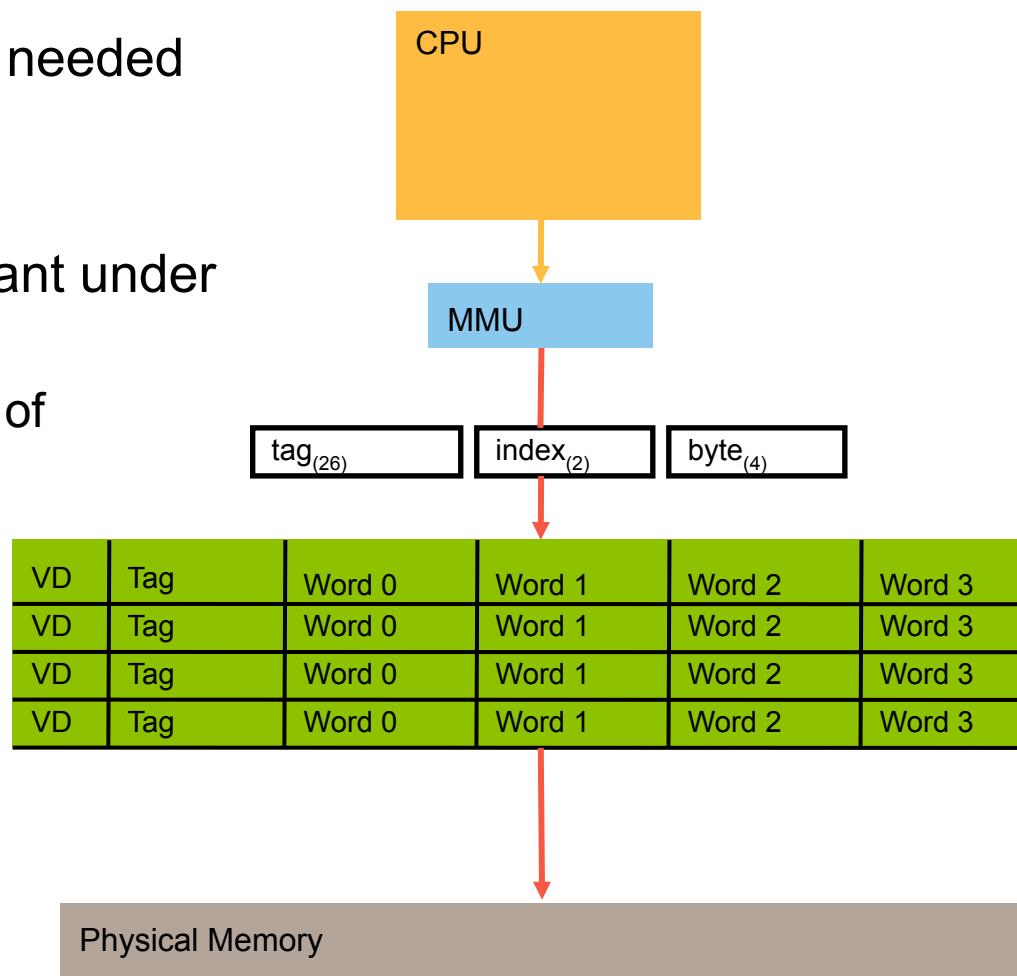 needed
ant under
of
CPU
MMU
tag(26) index(2) byte(4)
VD Tag Word 0 Word 1 Word 2 Word 3
VD Tag Word 0 Word 1 Word 2 Word 3
VD Tag Word 0 Word 1 Word 2 Word 3
VD Tag Word 0 Word 1 Word 2 Word 3
Physical Memory